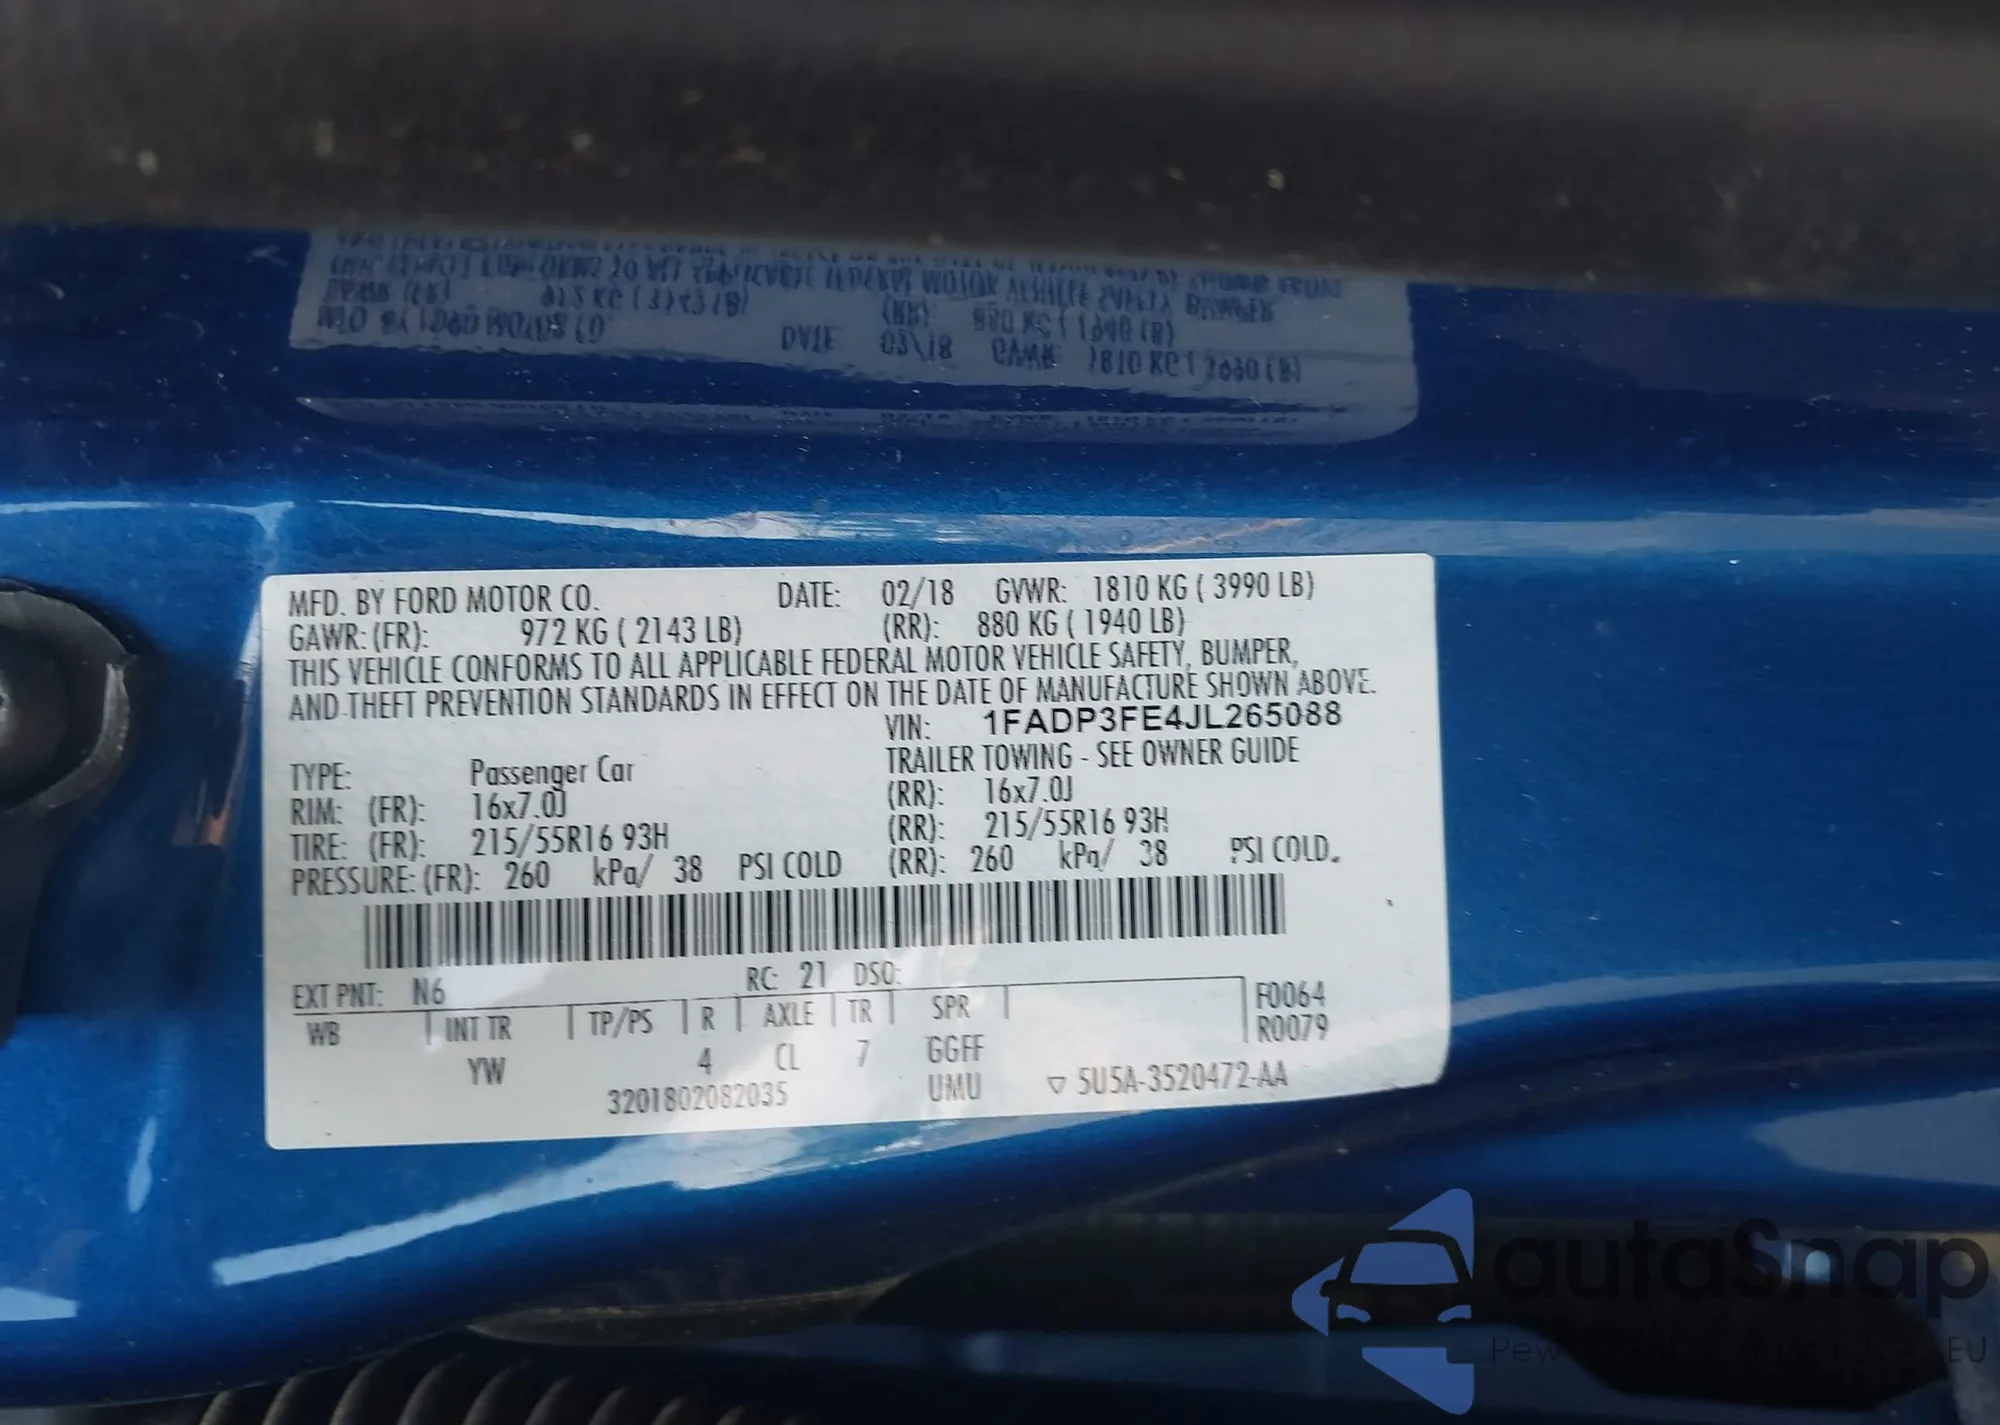 MFD. BY FORD MOTOR CO. DATE: 02/18 GVWR: 1810 KG ( 3990 LB)
GAWR: (FR): 972 KG ( 2143 LB) (RR): 880 KG ( 1940 LB)
THIS VEHICLE CONFORMS TO ALL APPLICABLE FEDERAL MOTOR VEHICLE SAFETY, BUMPER,
AND THEFT PREVENTION STANDARDS IN EFFECT ON THE DATE OF MANUFACTURE SHOWN ABOVE.
VIN: 1FADP3FE4JL265088
TRAILER TOWING - SEE OWNER GUIDE
TYPE: Passenger Car
RIM: (FR): 16x7.0J (RR): 16x7.0J
TIRE: (FR): 215/55R16 93H (RR): 215/55R16 93H
PRESSURE: (FR): 260 kPa/ 38 PSI COLD (RR): 260 kPa/ 38 PSI COLD.
EXT PNT: N6 RC: 21 DSO:
WB INT TR TP/PS R AXLE TR SPR F0064
R0079
YW 4 CL 7 GGFF
3201802082035 UMU ▽ 5U5A-3520472-AA
autaSnap
EU